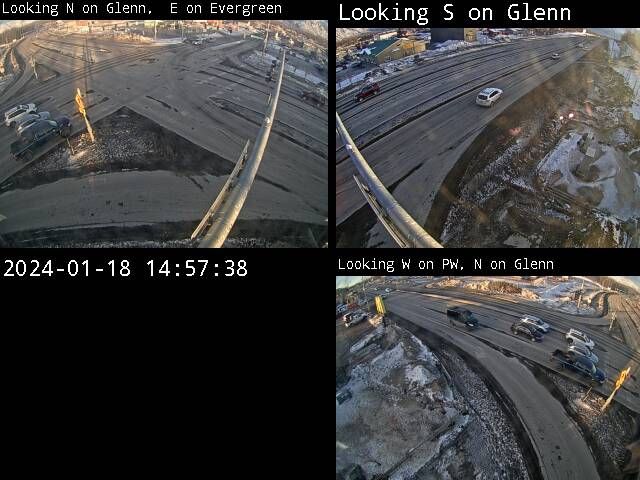 Looking N on Glenn,  E on Evergreen
Looking S on Glenn
2024-01-18 14:57:38
Looking W on PW, N on Glenn